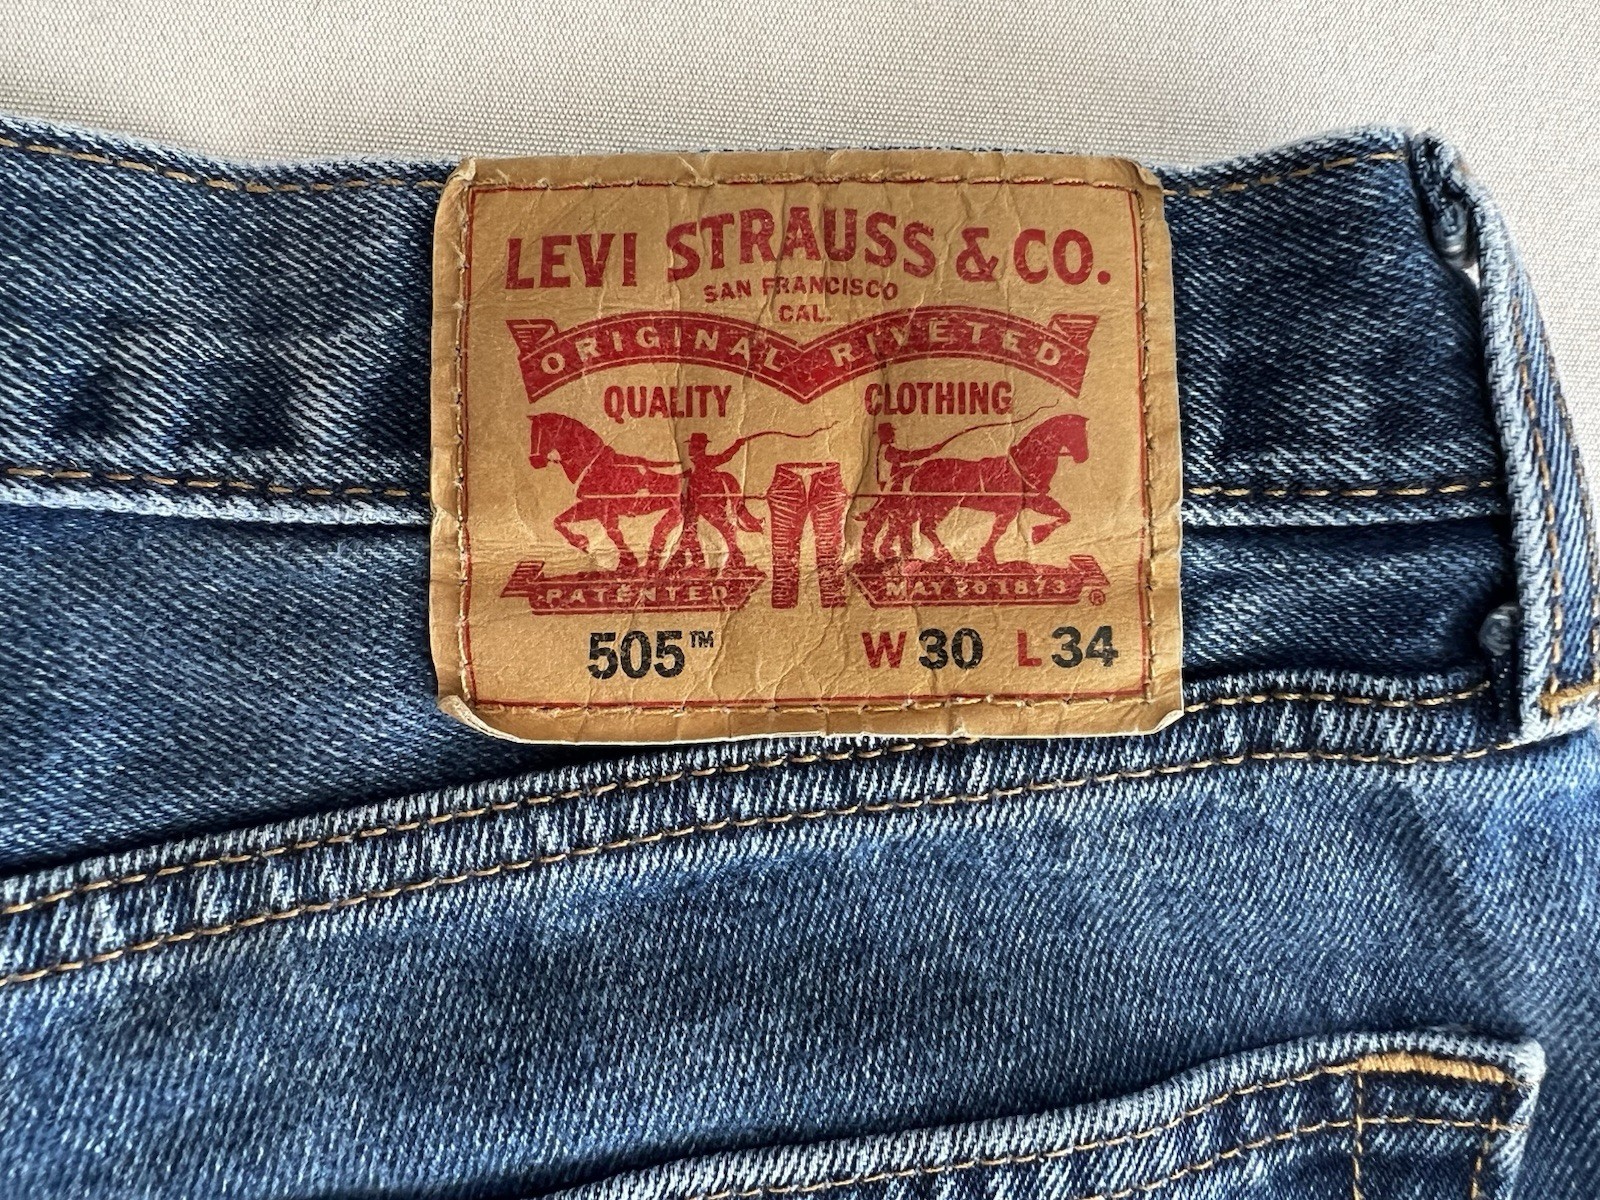 LEVI STRAUSS & CO.
SAN FRANCISCO
CAL.
ORIGINAL RIVETED
QUALITY CLOTHING
PATENTED MAY 20 1873 ®
505™ W30 L34